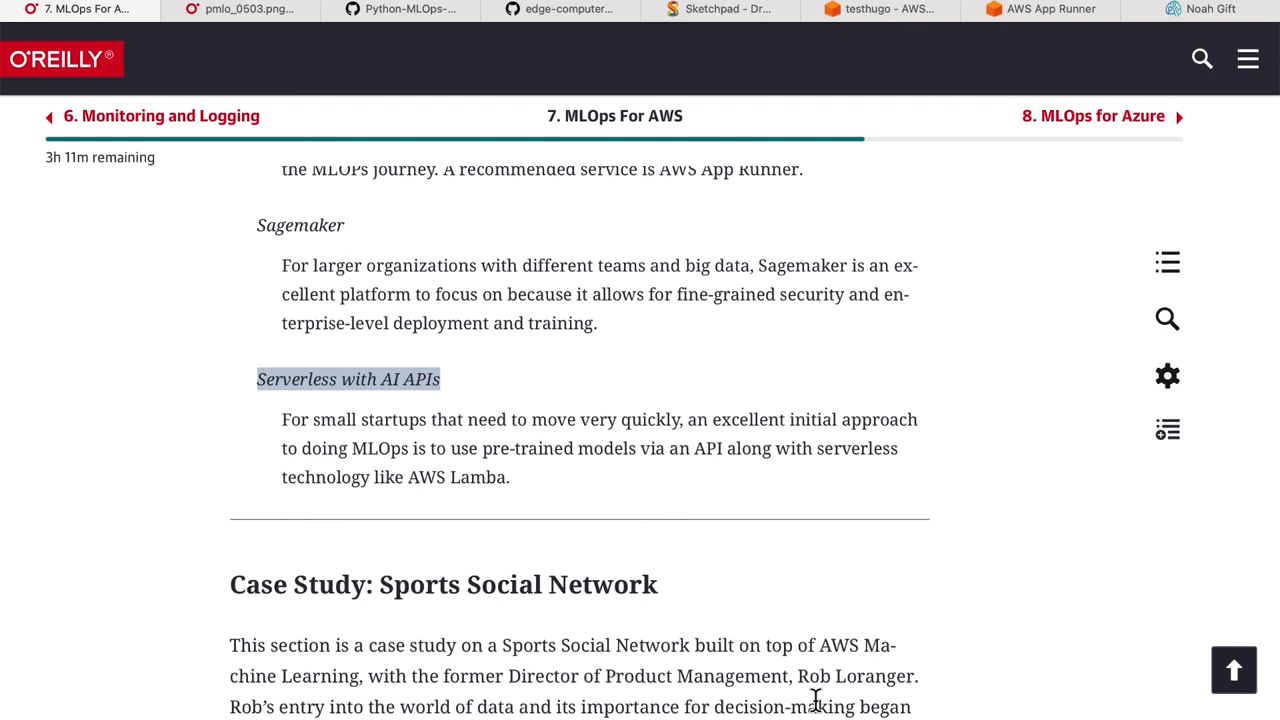 7. MLOps For A...
pmlo_0503.png...
Python-MLOps-...
edge-computer...
Sketchpad - Dr...
testhugo - AWS...
AWS App Runner
Noah Gift
O'REILLY®
6. Monitoring and Logging
7. MLOps For AWS
8. MLOps for Azure
3h 11m remaining
the MLOps journey. A recommended service is AWS App Runner.
Sagemaker
For larger organizations with different teams and big data, Sagemaker is an ex-
cellent platform to focus on because it allows for fine-grained security and en-
terprise-level deployment and training.
Serverless with AI APIs
For small startups that need to move very quickly, an excellent initial approach
to doing MLOps is to use pre-trained models via an API along with serverless
technology like AWS Lamba.
Case Study: Sports Social Network
This section is a case study on a Sports Social Network built on top of AWS Ma-
chine Learning, with the former Director of Product Management, Rob Loranger.
Rob's entry into the world of data and its importance for decision-making began